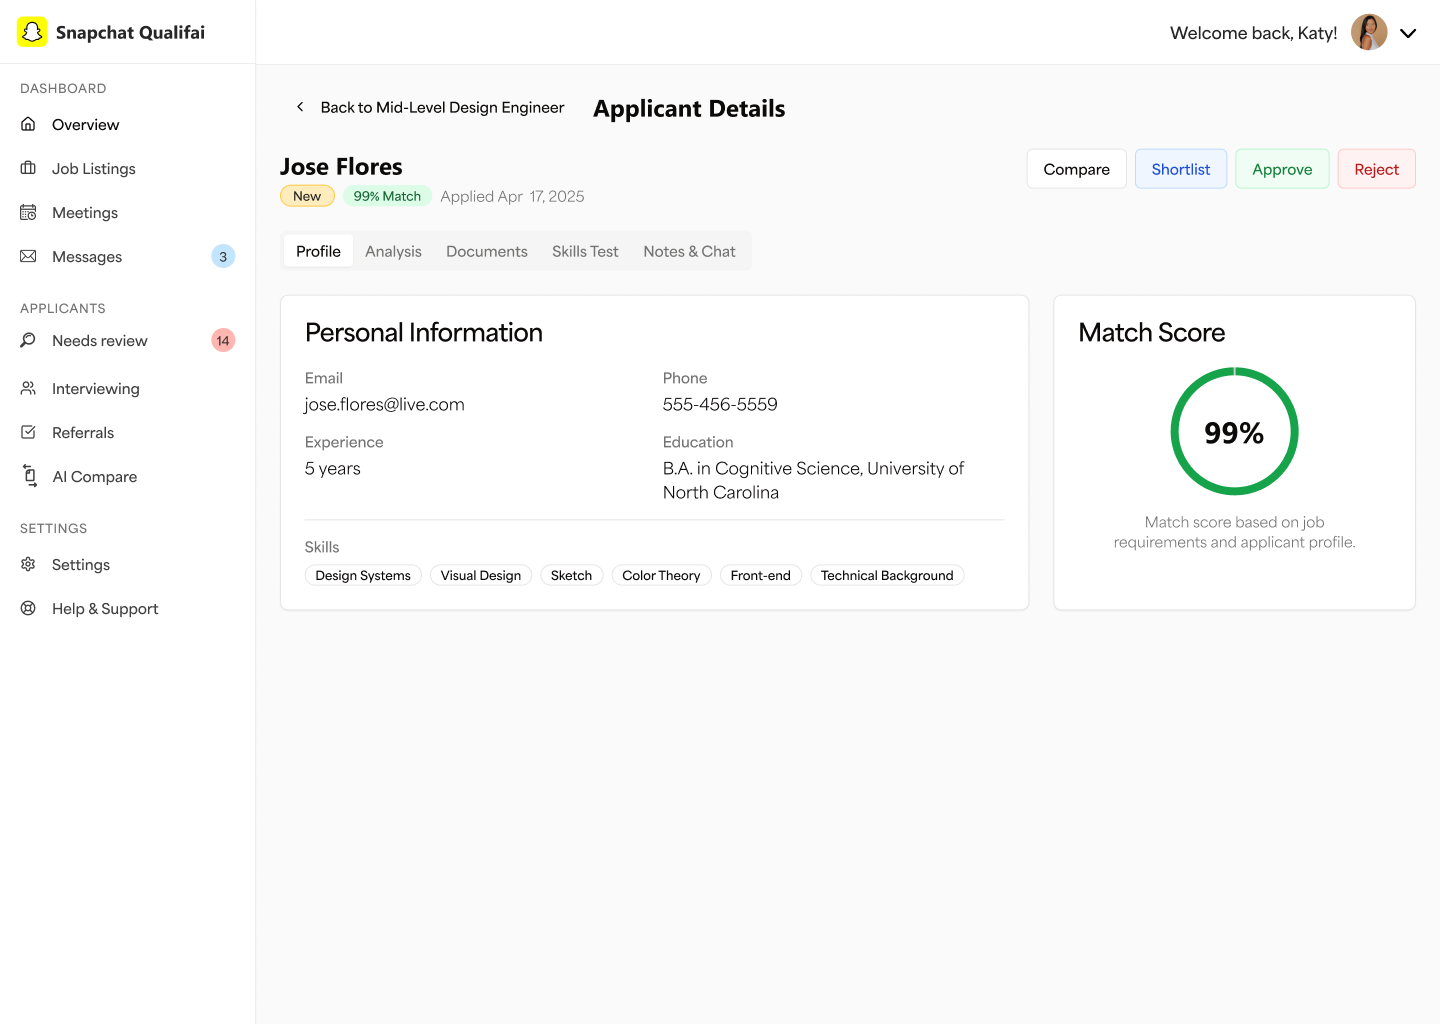 Snapchat Qualifai
Welcome back, Katy!
DASHBOARD
Overview
Job Listings
Meetings
Messages 3
APPLICANTS
Needs review 14
Interviewing
Referrals
AI Compare
SETTINGS
Settings
Help & Support
Back to Mid-Level Design Engineer Applicant Details
Jose Flores
New 99% Match Applied Apr 17, 2025
Compare Shortlist Approve Reject
Profile Analysis Documents Skills Test Notes & Chat
Personal Information
Email
jose.flores@live.com
Phone
555-456-5559
Experience
5 years
Education
B.A. in Cognitive Science, University of
North Carolina
Skills
Design Systems Visual Design Sketch Color Theory Front-end Technical Background
Match Score
99%
Match score based on job
requirements and applicant profile.